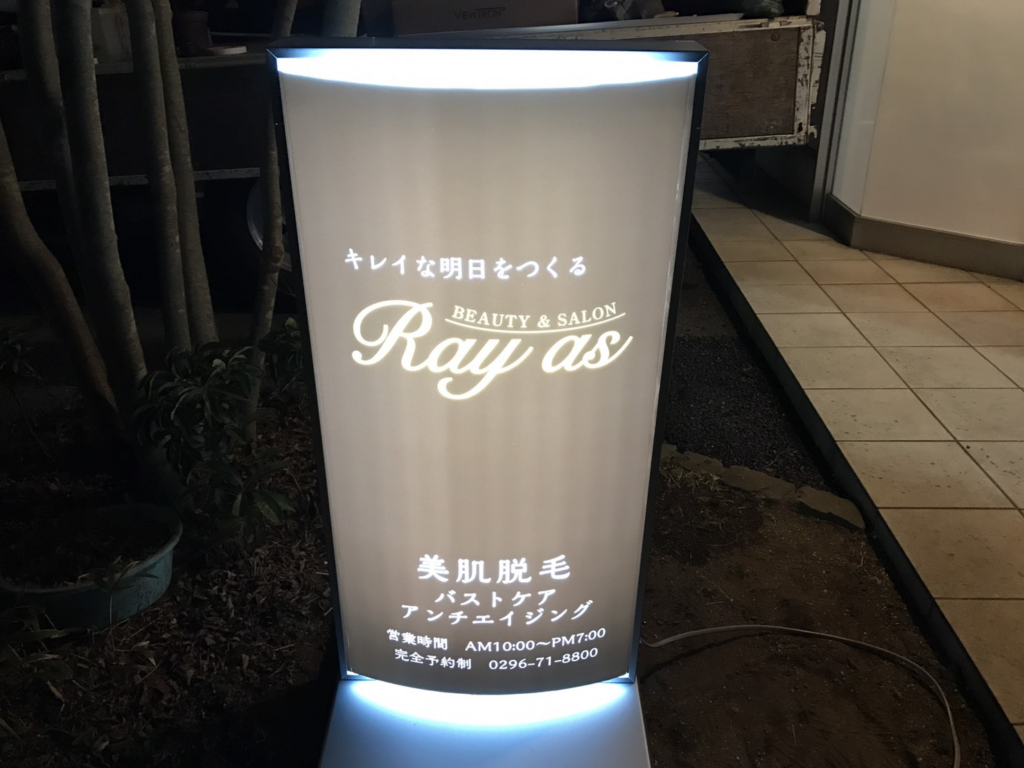 キレイな明日をつくる
BEAUTY & SALON
Ray as
美肌脱毛
バストケア
アンチエイジング
営業時間 AM10:00〜PM7:00
完全予約制 0296-71-8800